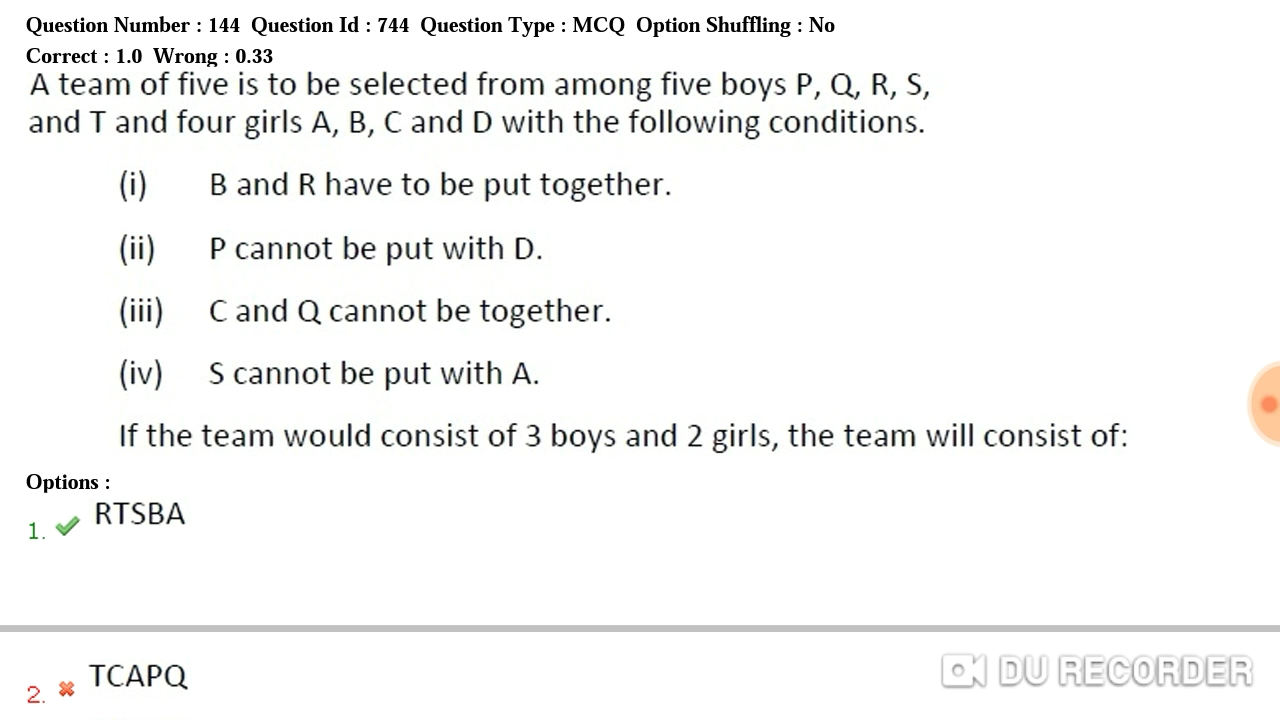 Question Number : 144 Question Id : 744 Question Type : MCQ Option Shuffling : No
Correct : 1.0 Wrong : 0.33
A team of five is to be selected from among five boys P, Q, R, S,
and T and four girls A, B, C and D with the following conditions.
(i) B and R have to be put together.
(ii) P cannot be put with D.
(iii) C and Q cannot be together.
(iv) S cannot be put with A.
If the team would consist of 3 boys and 2 girls, the team will consist of:
Options :
1. RTSBA
2. TCAPQ
DU RECORDER